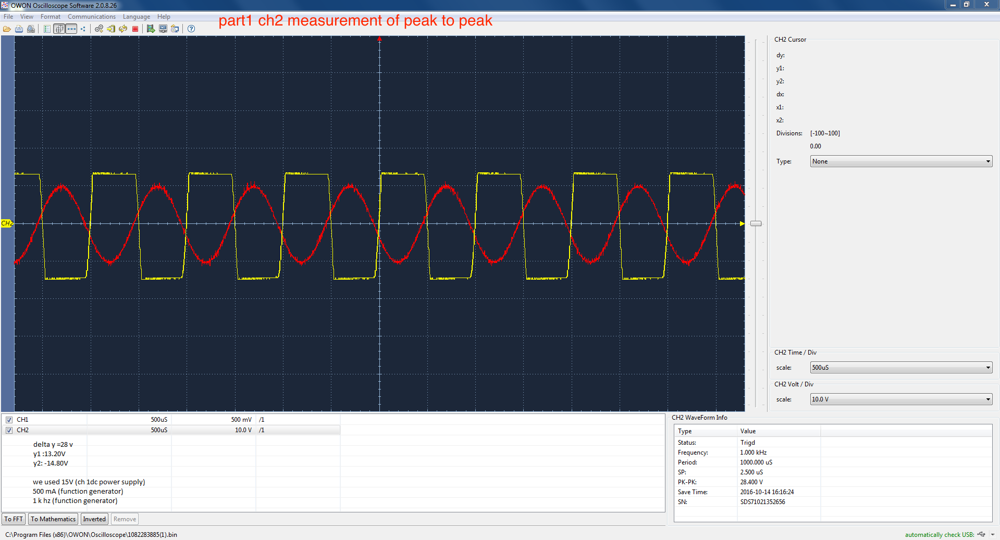 OWON Oscilloscope Software 2.0.8.26
File View Format Communications Language Help
part1 ch2 measurement of peak to peak
CH2
CH2 Cursor
dy:
y1:
y2:
dx:
x1:
x2:
Divisions: [-100~100]
0.00
Type: None
CH2 Time / Div
scale: 500uS
CH2 Volt / Div
scale: 10.0 V
CH1 500uS 500 mV /1
CH2 500uS 10.0 V /1
delta y =28 v
y1 :13.20V
y2: -14.80V
we used 15V (ch 1dc power supply)
500 mA (function generator)
1 k hz (function generator)
CH2 WaveForm Info
Type Value
Status: Trigd
Frequency: 1.000 kHz
Period: 1000.000 uS
SP: 2.500 uS
PK-PK: 28.400 V
Save Time: 2016-10-14 16:16:24
SN: SDS71021352656
To FFT To Mathematics Inverted Remove
C:\Program Files (x86)\OWON\Oscilloscope\1082283885(1).bin
automatically check USB: